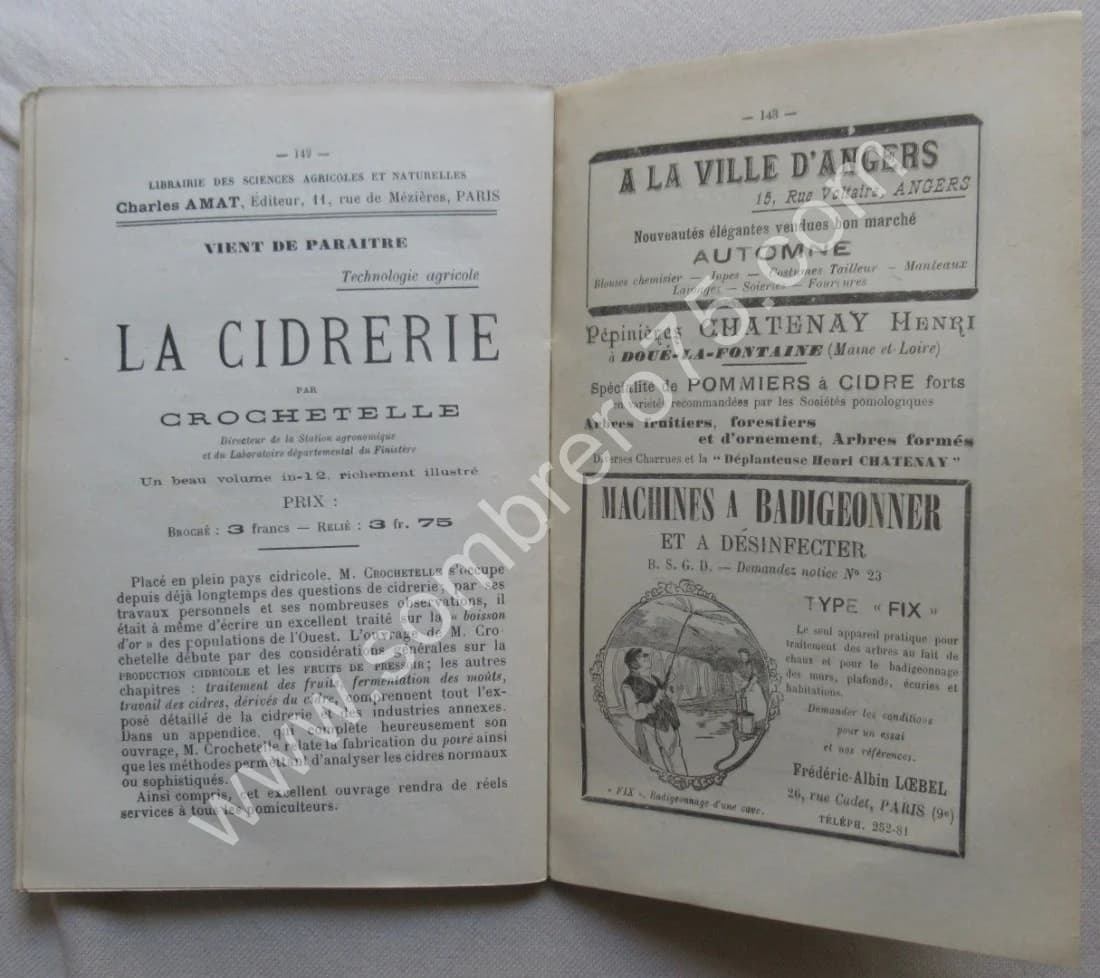 — 142 —
LIBRAIRIE DES SCIENCES AGRICOLES ET NATURELLES
Charles AMAT, Editeur, 11, rue de Mézières, PARIS
VIENT DE PARAITRE
Technologie agricole
LA CIDRERIE
PAR
CROCHETELLE
Directeur de la Station agronomique
et du Laboratoire départemental du Finistère
Un beau volume in-12, richement illustré
PRIX :
BROCHÉ : 3 francs — RELIÉ : 3 fr. 75
Placé en plein pays cidricole, M. CROCHETELLE s'occupe
depuis déjà longtemps des questions de cidrerie; par ses
travaux personnels et ses nombreuses observations, il
était à même d'écrire un excellent traité sur la « boisson
d'or » des populations de l'Ouest. L'ouvrage de M. Cro-
chetelle débute par des considérations générales sur la
PRODUCTION CIDRICOLE et les FRUITS DE PRESSOIR; les autres
chapitres : traitement des fruits, fermentation des moûts,
travail des cidres, dérivés du cidre, comprennent tout l'ex-
posé détaillé de la cidrerie et des industries annexes.
Dans un appendice, qui complète heureusement son
ouvrage, M. Crochetelle relate la fabrication du poiré ainsi
que les méthodes permettant d'analyser les cidres normaux
ou sophistiqués.
Ainsi compris, cet excellent ouvrage rendra de réels
services à tous les pomiculteurs.
— 143 —
A LA VILLE D'ANGERS
15, Rue Voltaire, ANGERS
Nouveautés élégantes vendues bon marché
AUTOMNE
Blouses chemisier — Jupes — Costumes Tailleur — Manteaux
Lainages — Soieries — Fourrures
Pépinières CHATENAY HENRI
à DOUÉ-LA-FONTAINE (Maine et-Loire)
Spécialité de POMMIERS à CIDRE forts
en variétés recommandées par les Sociétés pomologiques
Arbres fruitiers, forestiers
et d'ornement, Arbres formés
Diverses Charrues et la " Déplanteuse Henri CHATENAY "
MACHINES A BADIGEONNER
ET A DÉSINFECTER
B. S. G. D. — Demandez notice N° 23
TYPE “ FIX ”
Le seul appareil pratique pour
traitement des arbres au lait de
chaux et pour le badigeonnage
des murs, plafonds, écuries et
habitations.
Demander les conditions
pour un essai
et nos références.
Frédéric-Albin LŒBEL
26, rue Cadet, PARIS (9e)
TÉLÉPH. 252-81
« FIX ». Badigeonnage d'une cave.
www.sombrero75.com